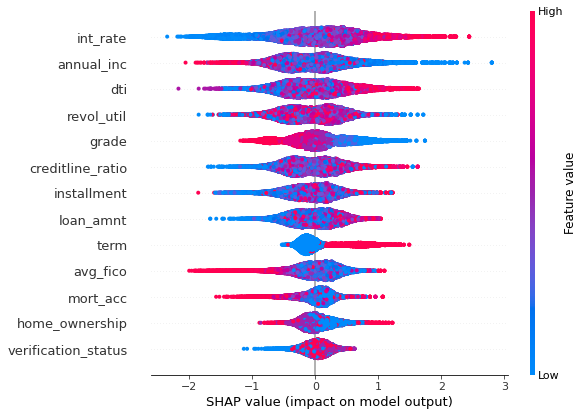 High
int_rate
annual_inc
dti
revol_util
grade
creditline_ratio
installment
loan_amnt
term
avg_fico
mort_acc
home_ownership
verification_status
Feature value
Low
−2 −1 0 1 2 3
SHAP value (impact on model output)